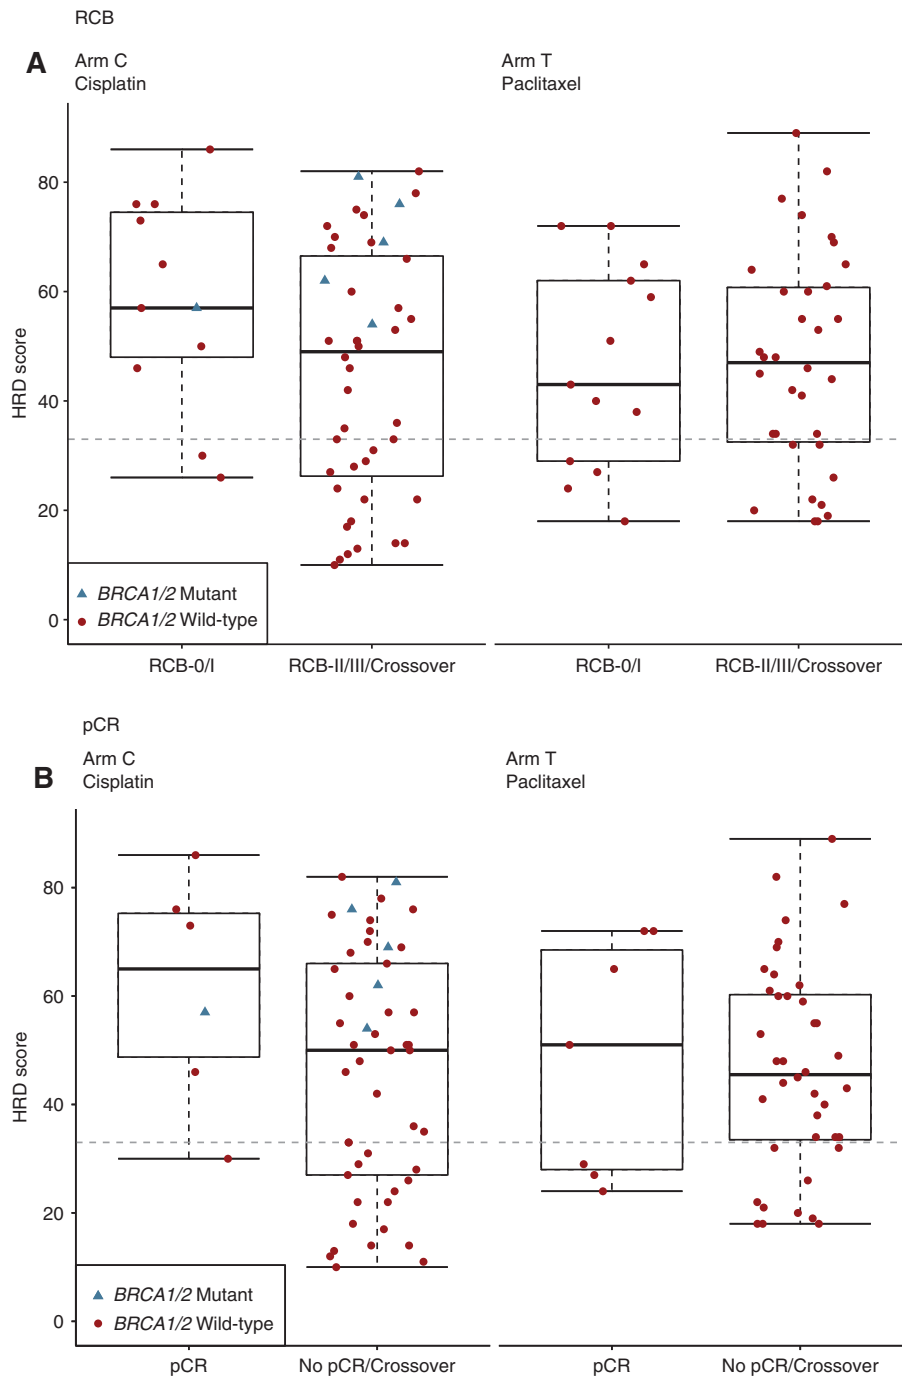 RCB
A
Arm C
Cisplatin
Arm T
Paclitaxel
HRD score
80
60
40
20
0
BRCA1/2 Mutant
BRCA1/2 Wild-type
RCB-0/I
RCB-II/III/Crossover
RCB-0/I
RCB-II/III/Crossover
pCR
B
Arm C
Cisplatin
Arm T
Paclitaxel
HRD score
80
60
40
20
0
BRCA1/2 Mutant
BRCA1/2 Wild-type
pCR
No pCR/Crossover
pCR
No pCR/Crossover